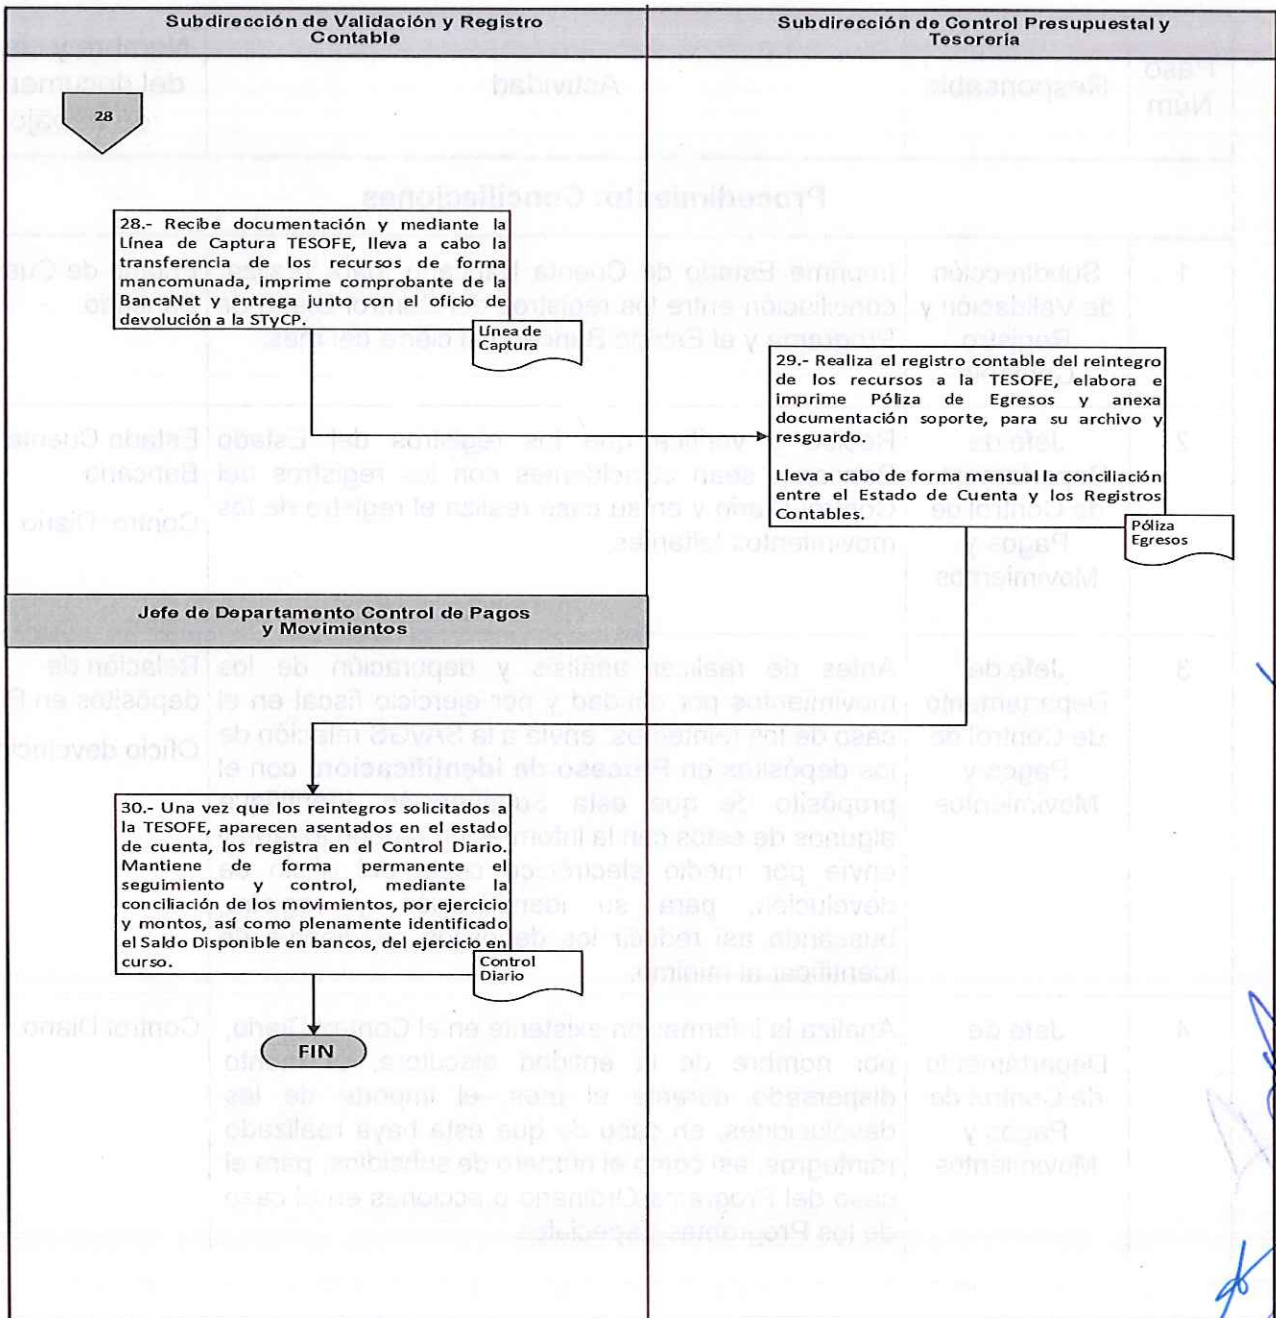 Subdirección de Validación y Registro
Contable
Subdirección de Control Presupuestal y
Tesorería
28
28.- Recibe documentación y mediante la
Línea de Captura TESOFE, lleva a cabo la
transferencia de los recursos de forma
mancomunada, imprime comprobante de la
BancaNet y entrega junto con el oficio de
devolución a la STyCP.
Línea de
Captura
29.- Realiza el registro contable del reintegro
de los recursos a la TESOFE, elabora e
imprime Póliza de Egresos y anexa
documentación soporte, para su archivo y
resguardo.
Lleva a cabo de forma mensual la conciliación
entre el Estado de Cuenta y los Registros
Contables.
Póliza
Egresos
Jefe de Departamento Control de Pagos
y Movimientos
30.- Una vez que los reintegros solicitados a
la TESOFE, aparecen asentados en el estado
de cuenta, los registra en el Control Diario.
Mantiene de forma permanente el
seguimiento y control, mediante la
conciliación de los movimientos, por ejercicio
y montos, así como plenamente identificado
el Saldo Disponible en bancos, del ejercicio en
curso.
Control
Diario
FIN